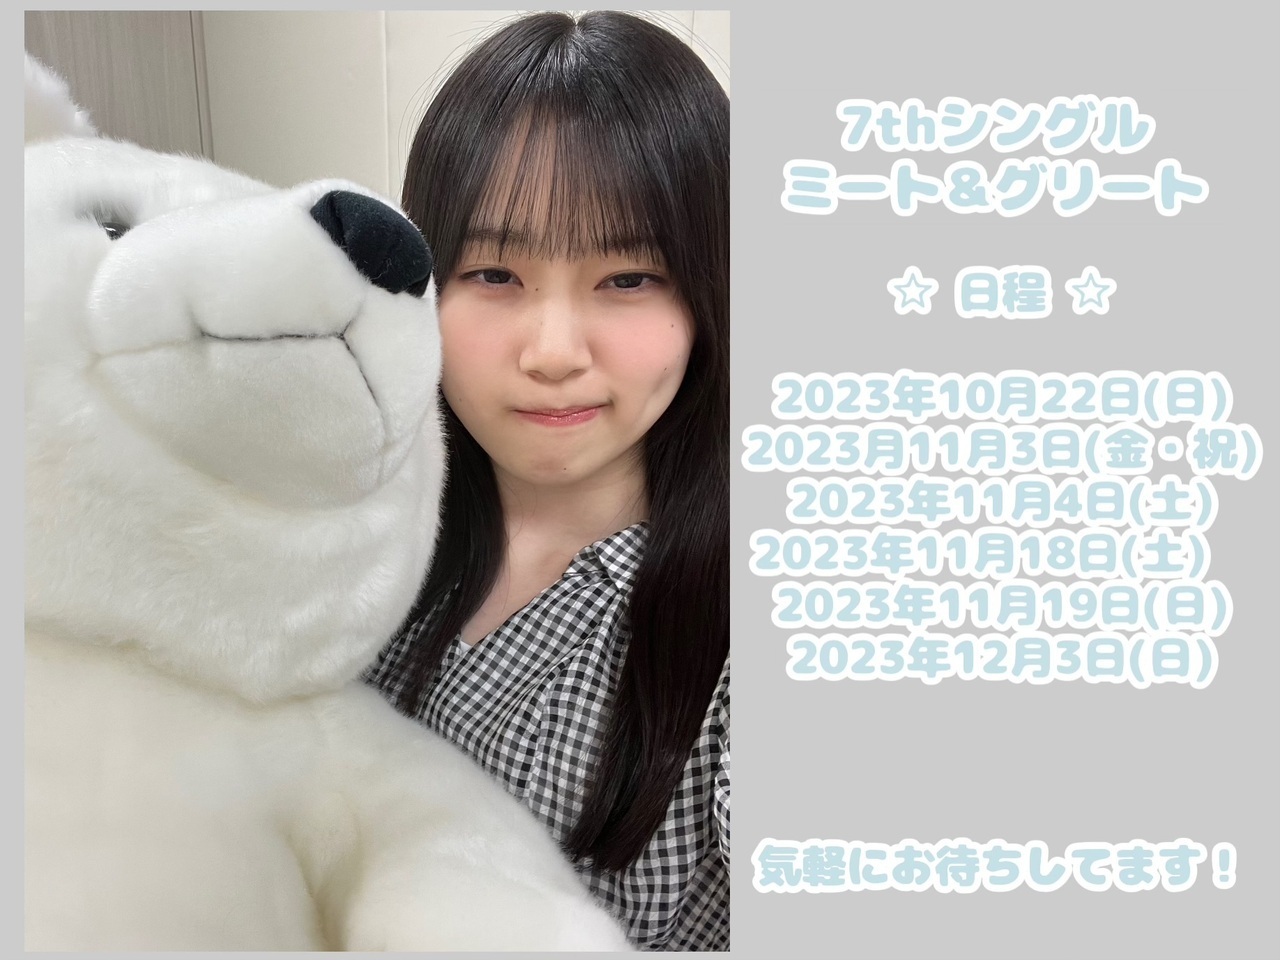 7thシングル
ミート&グリート
☆ 日程 ☆
2023年10月22日(日)
2023月11月3日(金・祝)
2023年11月4日(土)
2023年11月18日(土)
2023年11月19日(日)
2023年12月3日(日)
気軽にお待ちしてます！